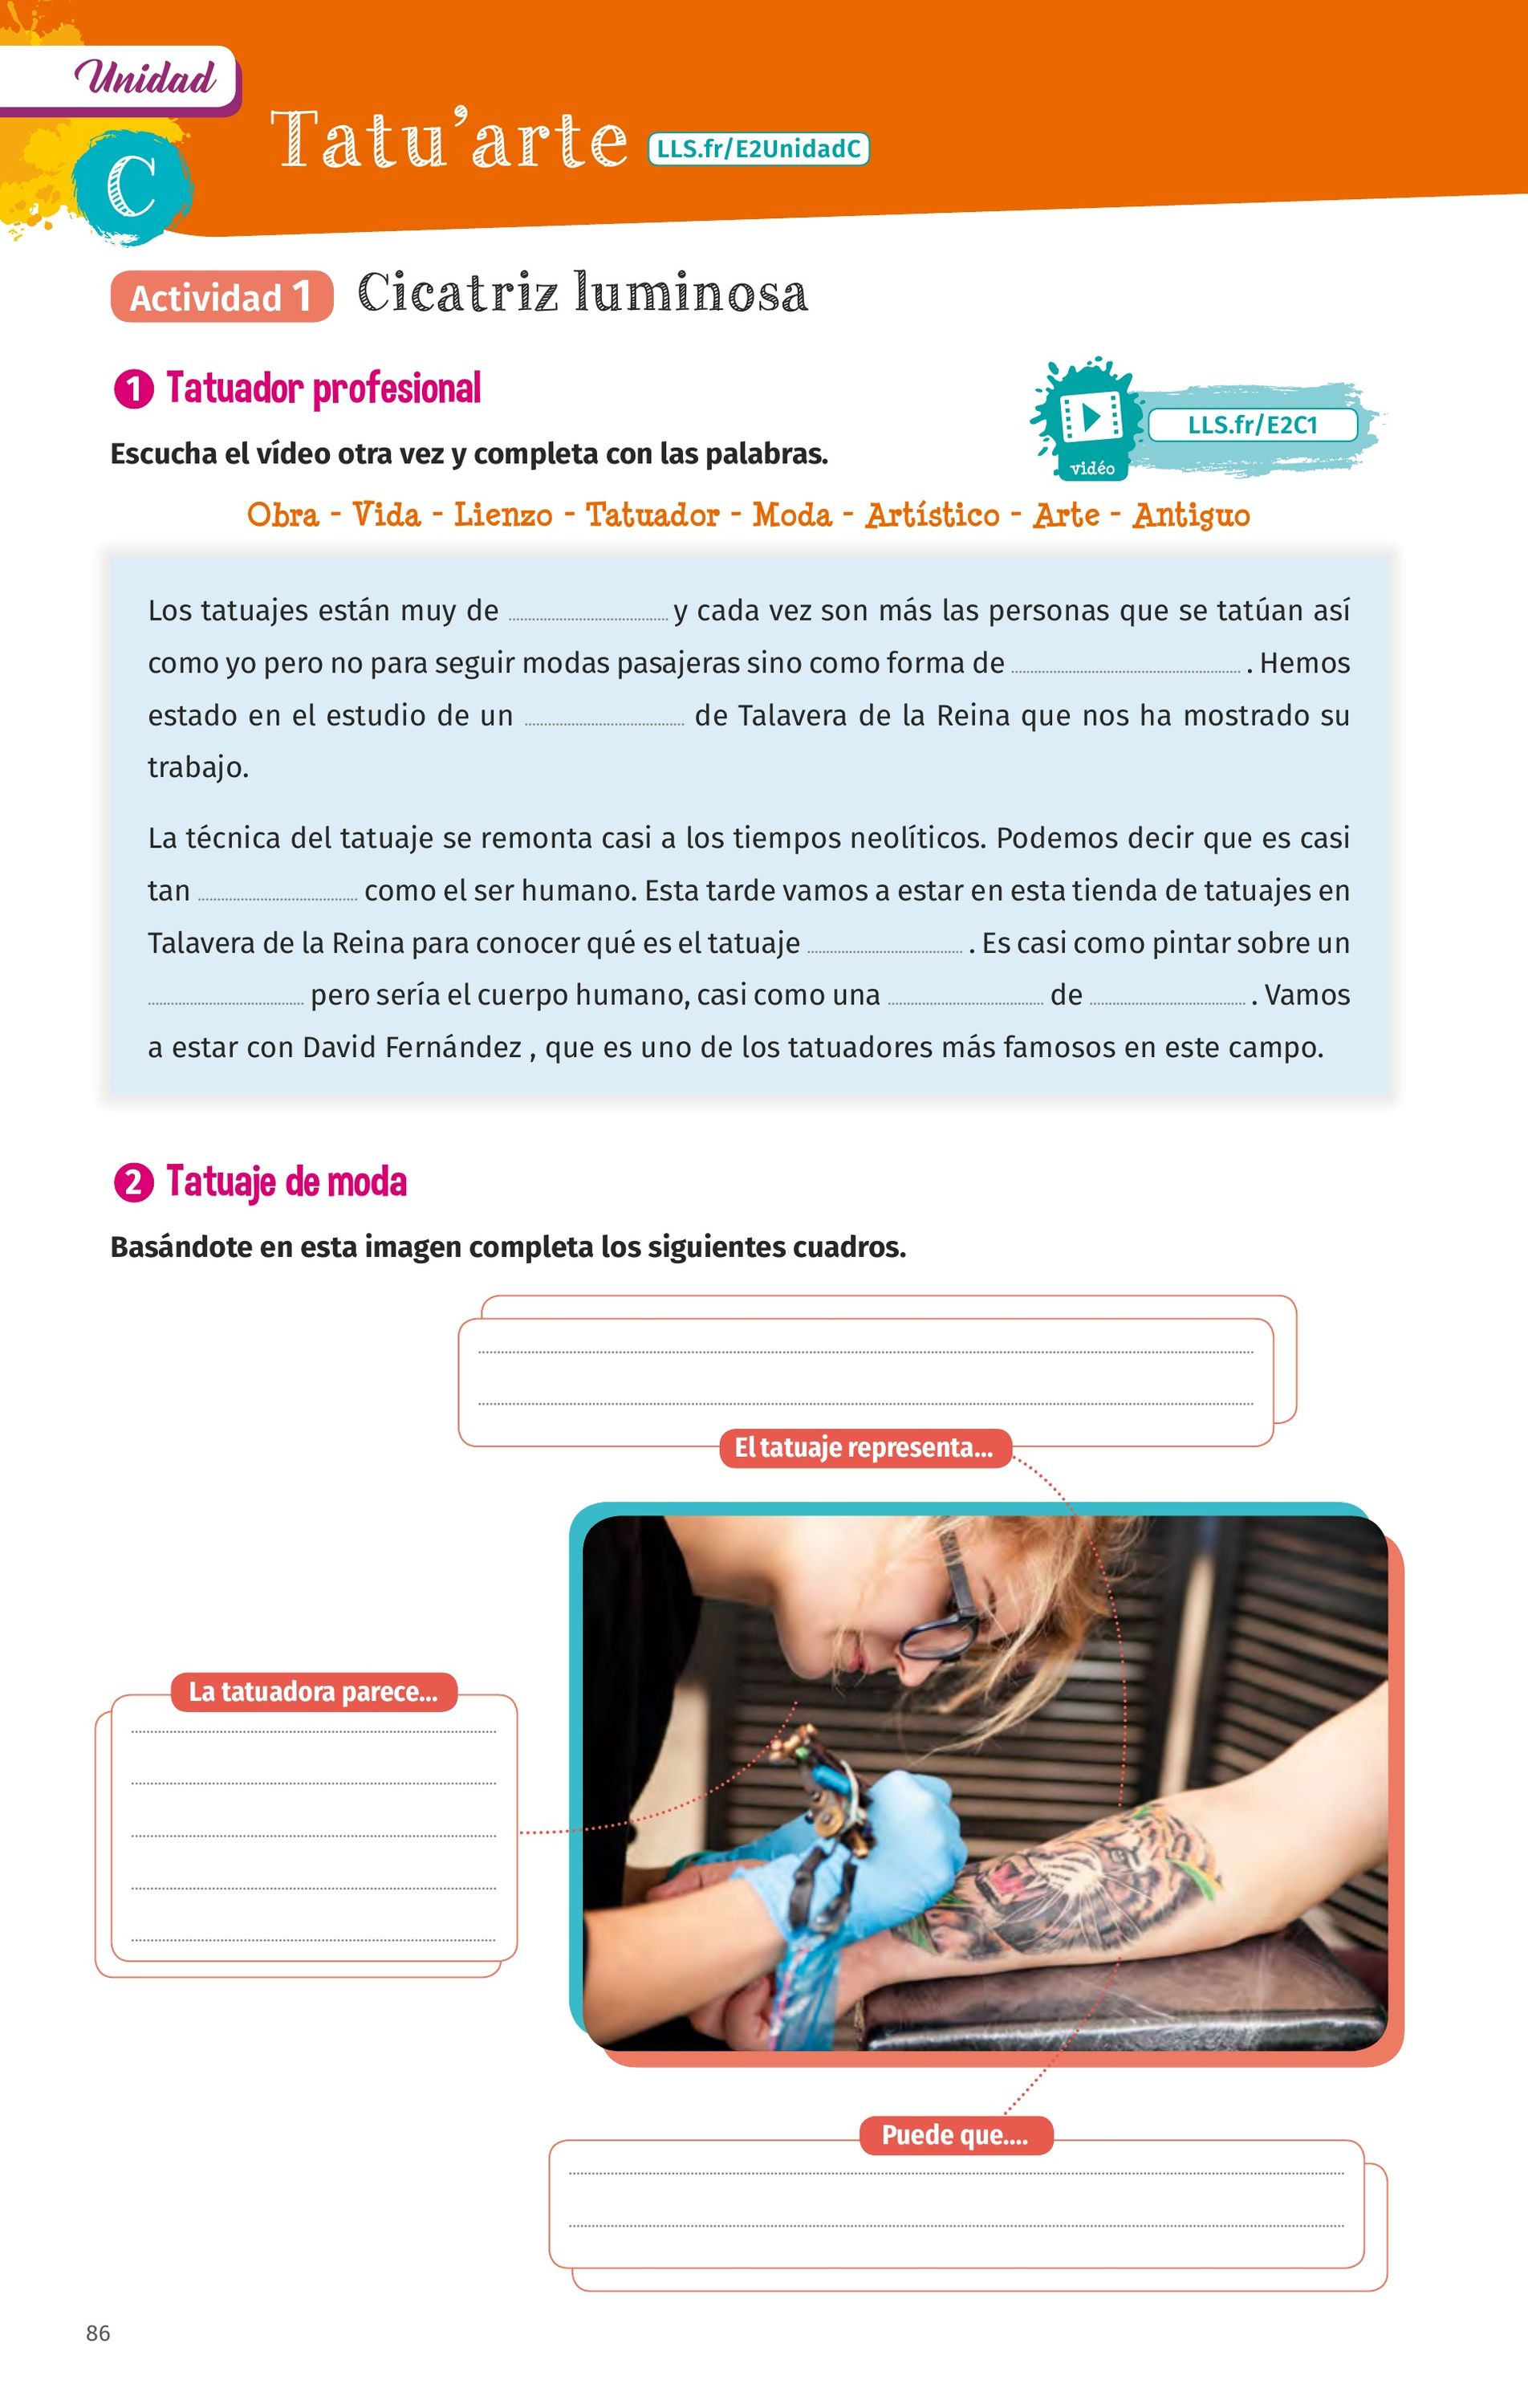 Unidad
C
Tatu’arte
LLS.fr/E2UnidadC
Actividad 1
Cicatriz luminosa
1 Tatuador profesional
vidéo
LLS.fr/E2C1
Escucha el vídeo otra vez y completa con las palabras.
Obra - Vida - Lienzo - Tatuador - Moda - Artístico - Arte - Antiguo
Los tatuajes están muy de ........ y cada vez son más las personas que se tatúan así
como yo pero no para seguir modas pasajeras sino como forma de ........ . Hemos
estado en el estudio de un ........ de Talavera de la Reina que nos ha mostrado su
trabajo.
La técnica del tatuaje se remonta casi a los tiempos neolíticos. Podemos decir que es casi
tan ........ como el ser humano. Esta tarde vamos a estar en esta tienda de tatuajes en
Talavera de la Reina para conocer qué es el tatuaje ........ . Es casi como pintar sobre un
........ pero sería el cuerpo humano, casi como una ........ de ........ . Vamos
a estar con David Fernández , que es uno de los tatuadores más famosos en este campo.
2 Tatuaje de moda
Basándote en esta imagen completa los siguientes cuadros.
El tatuaje representa...
La tatuadora parece...
Puede que....
86